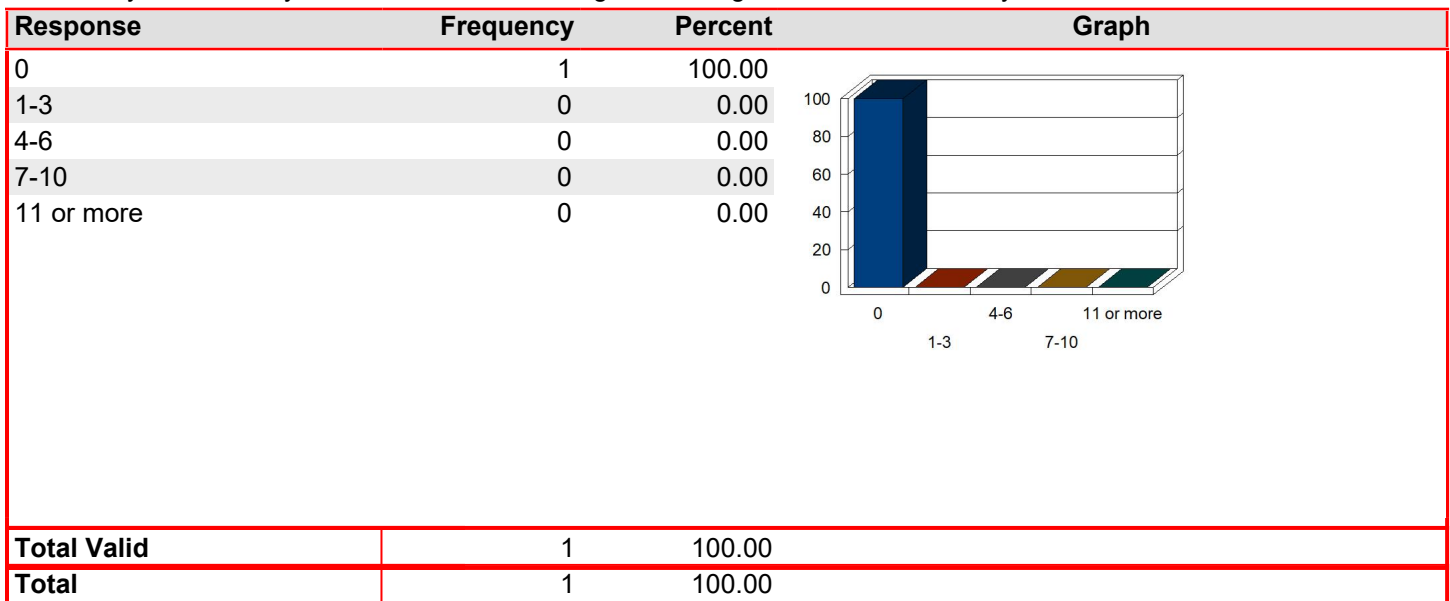 Response Frequency Percent Graph
0 1 100.00
1-3 0 0.00
4-6 0 0.00
7-10 0 0.00
11 or more 0 0.00
100
80
60
40
20
0
0 4-6 11 or more
1-3 7-10
Total Valid 1 100.00
Total 1 100.00